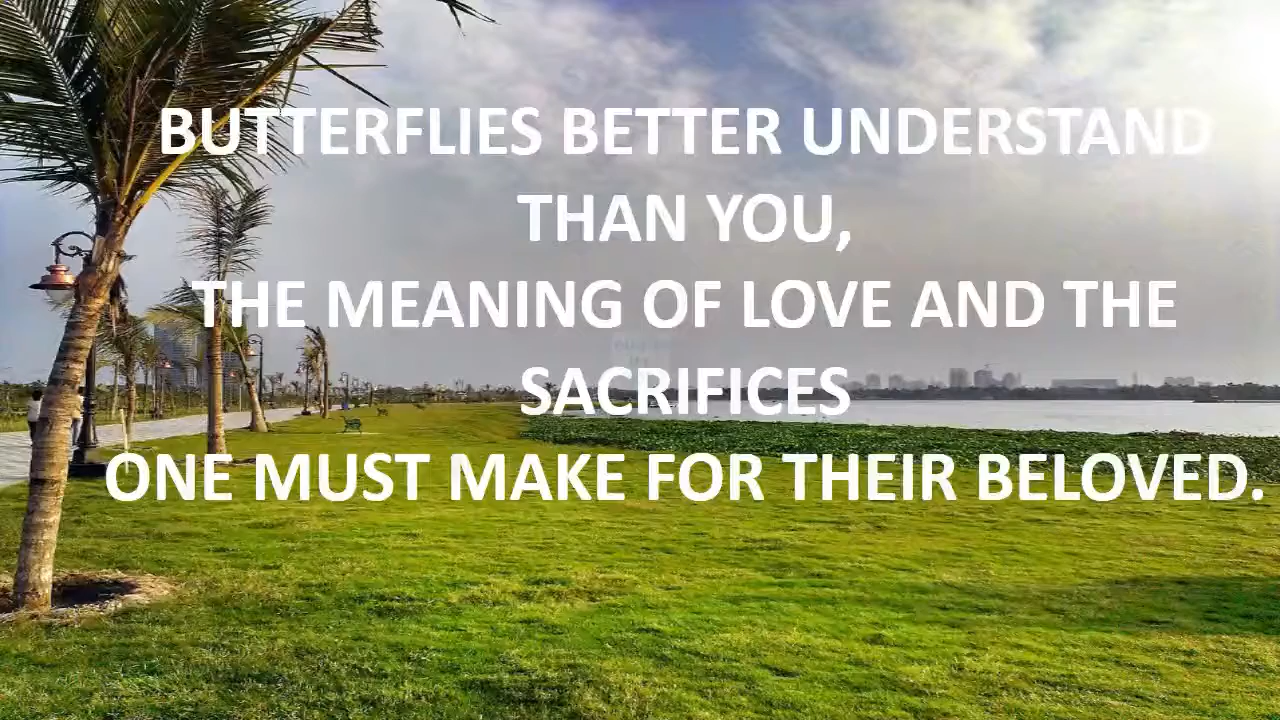 BUTTERFLIES BETTER UNDERSTAND
THAN YOU,
THE MEANING OF LOVE AND THE
SACRIFICES
ONE MUST MAKE FOR THEIR BELOVED.